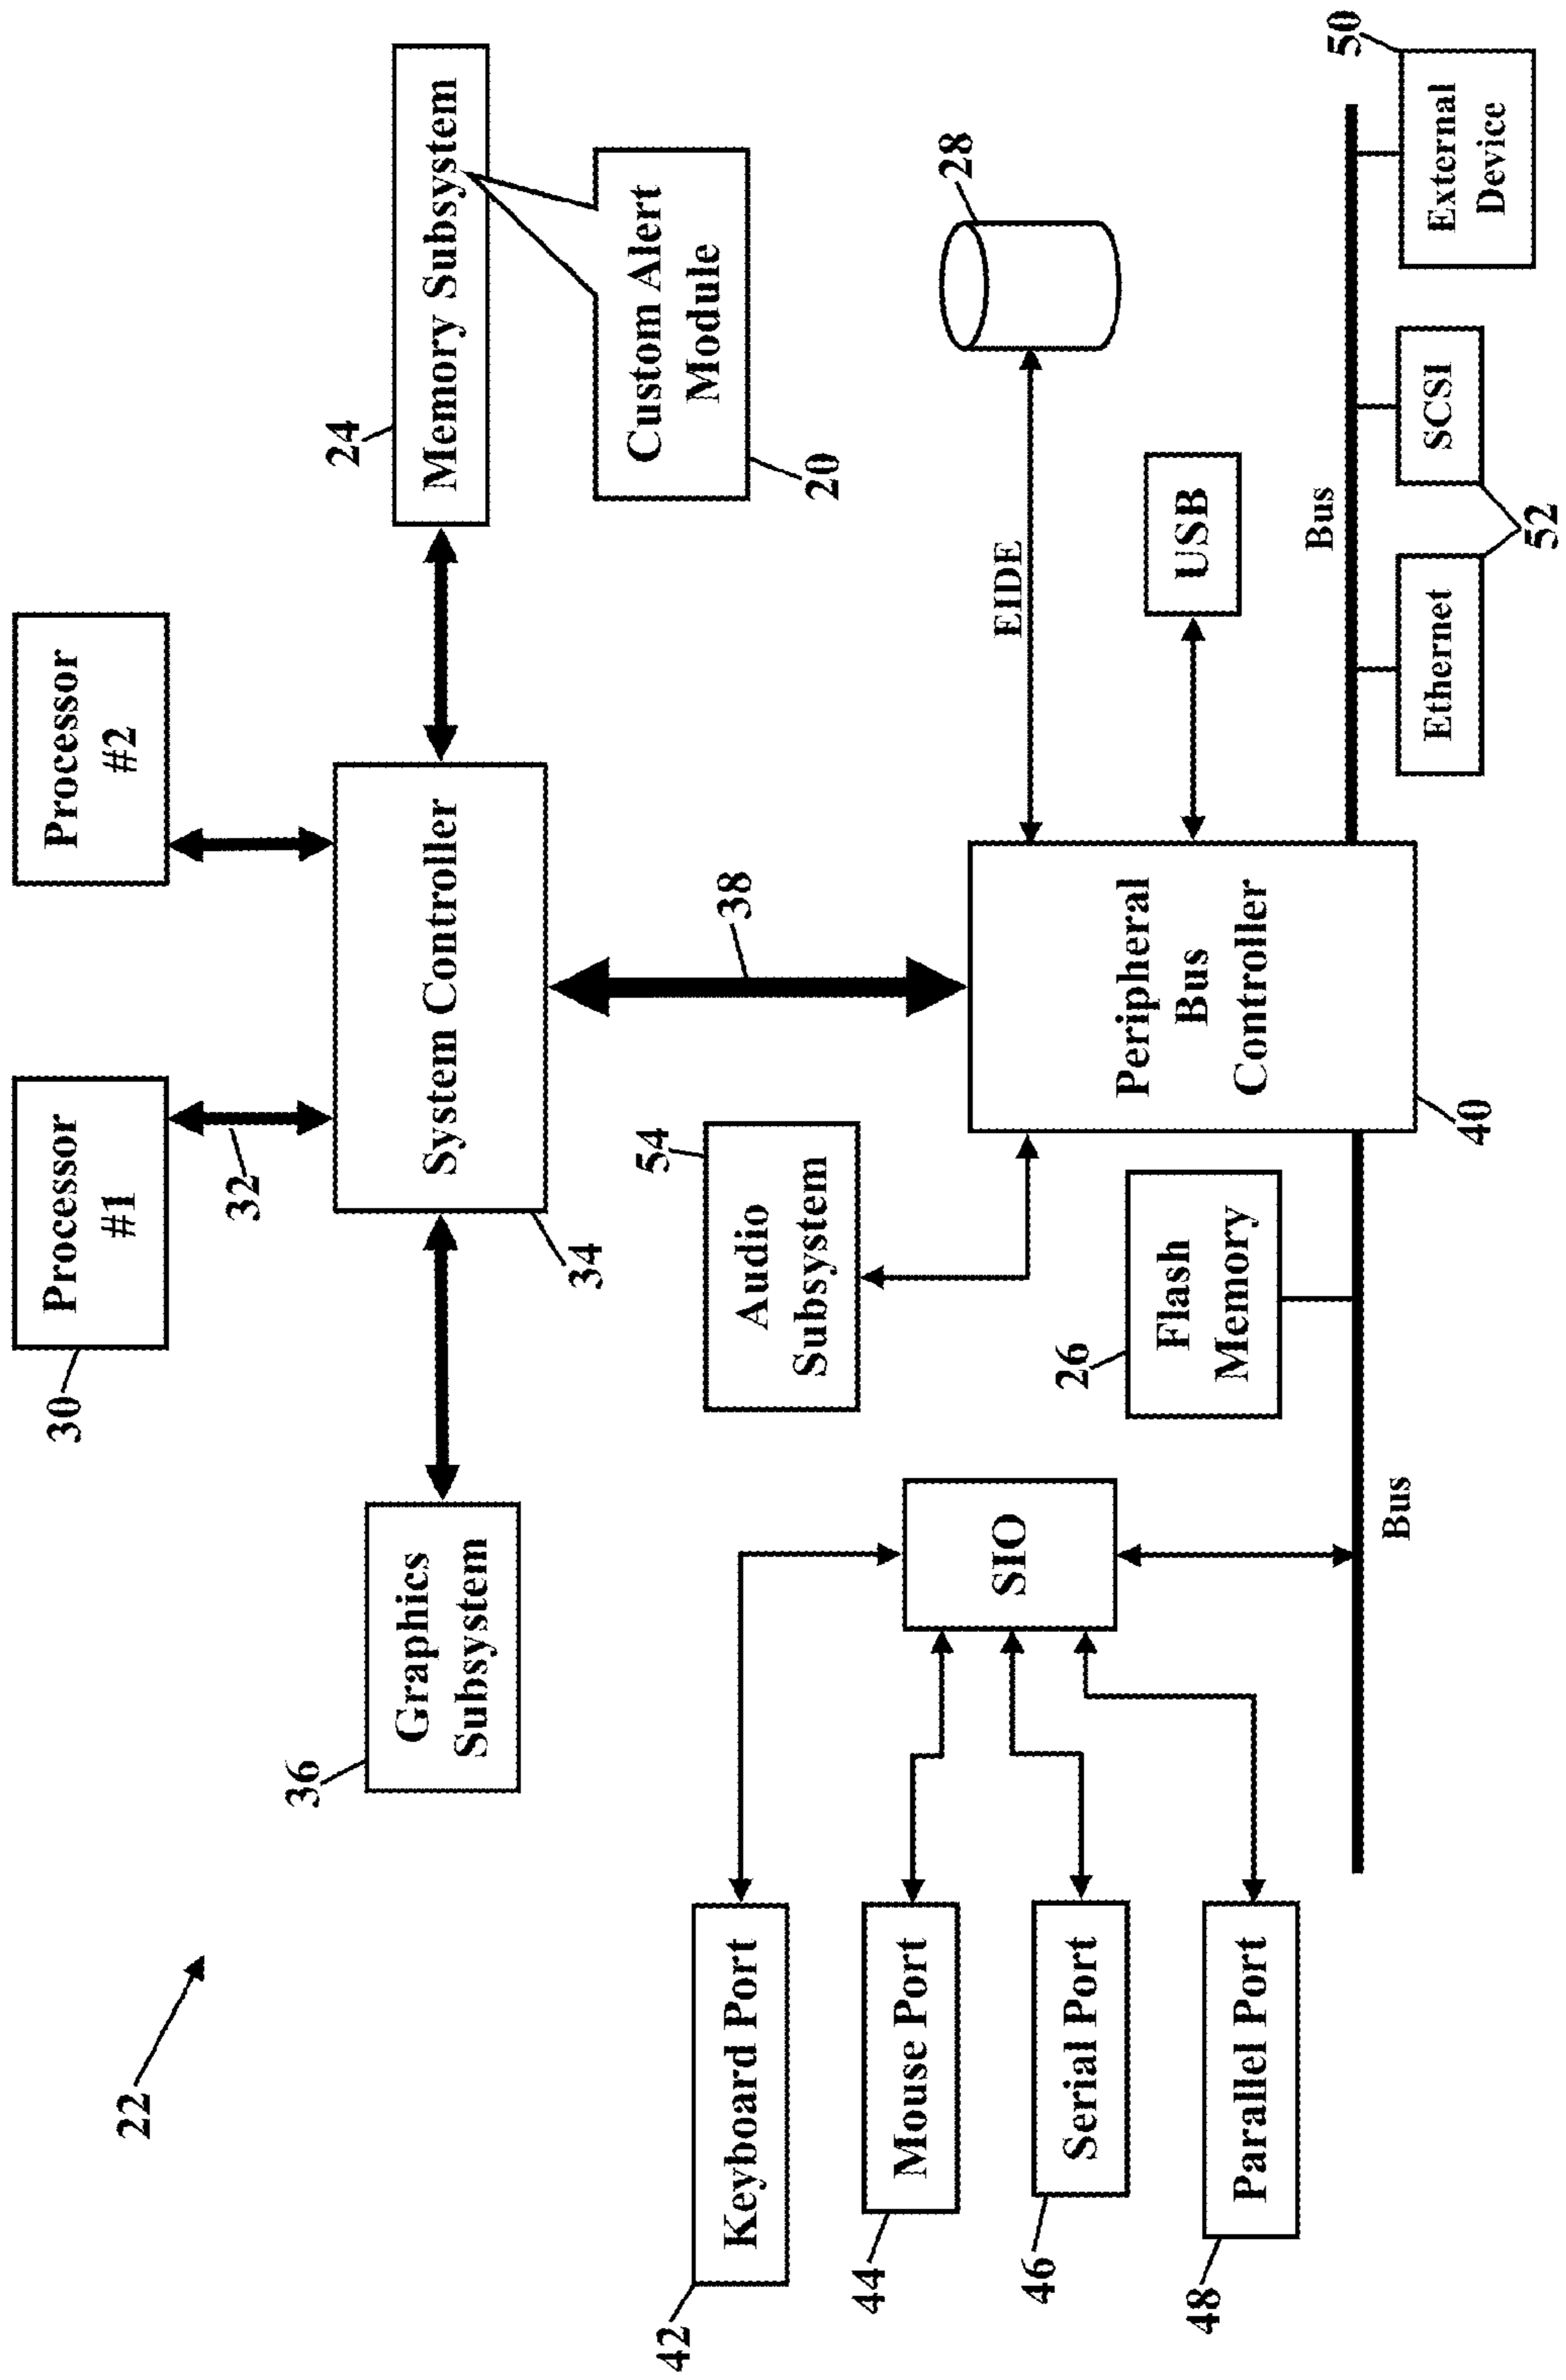 22
30
Processor
#1
32
Processor
#2
36
Graphics
Subsystem
System Controller
34
24
Memory Subsystem
Custom Alert
Module
20
38
54
Audio
Subsystem
28
EIDE
USB
Peripheral
Bus
Controller
40
26
Flash
Memory
SIO
42
Keyboard Port
44
Mouse Port
46
Serial Port
48
Parallel Port
Bus
Bus
Ethernet
SCSI
52
50
External
Device